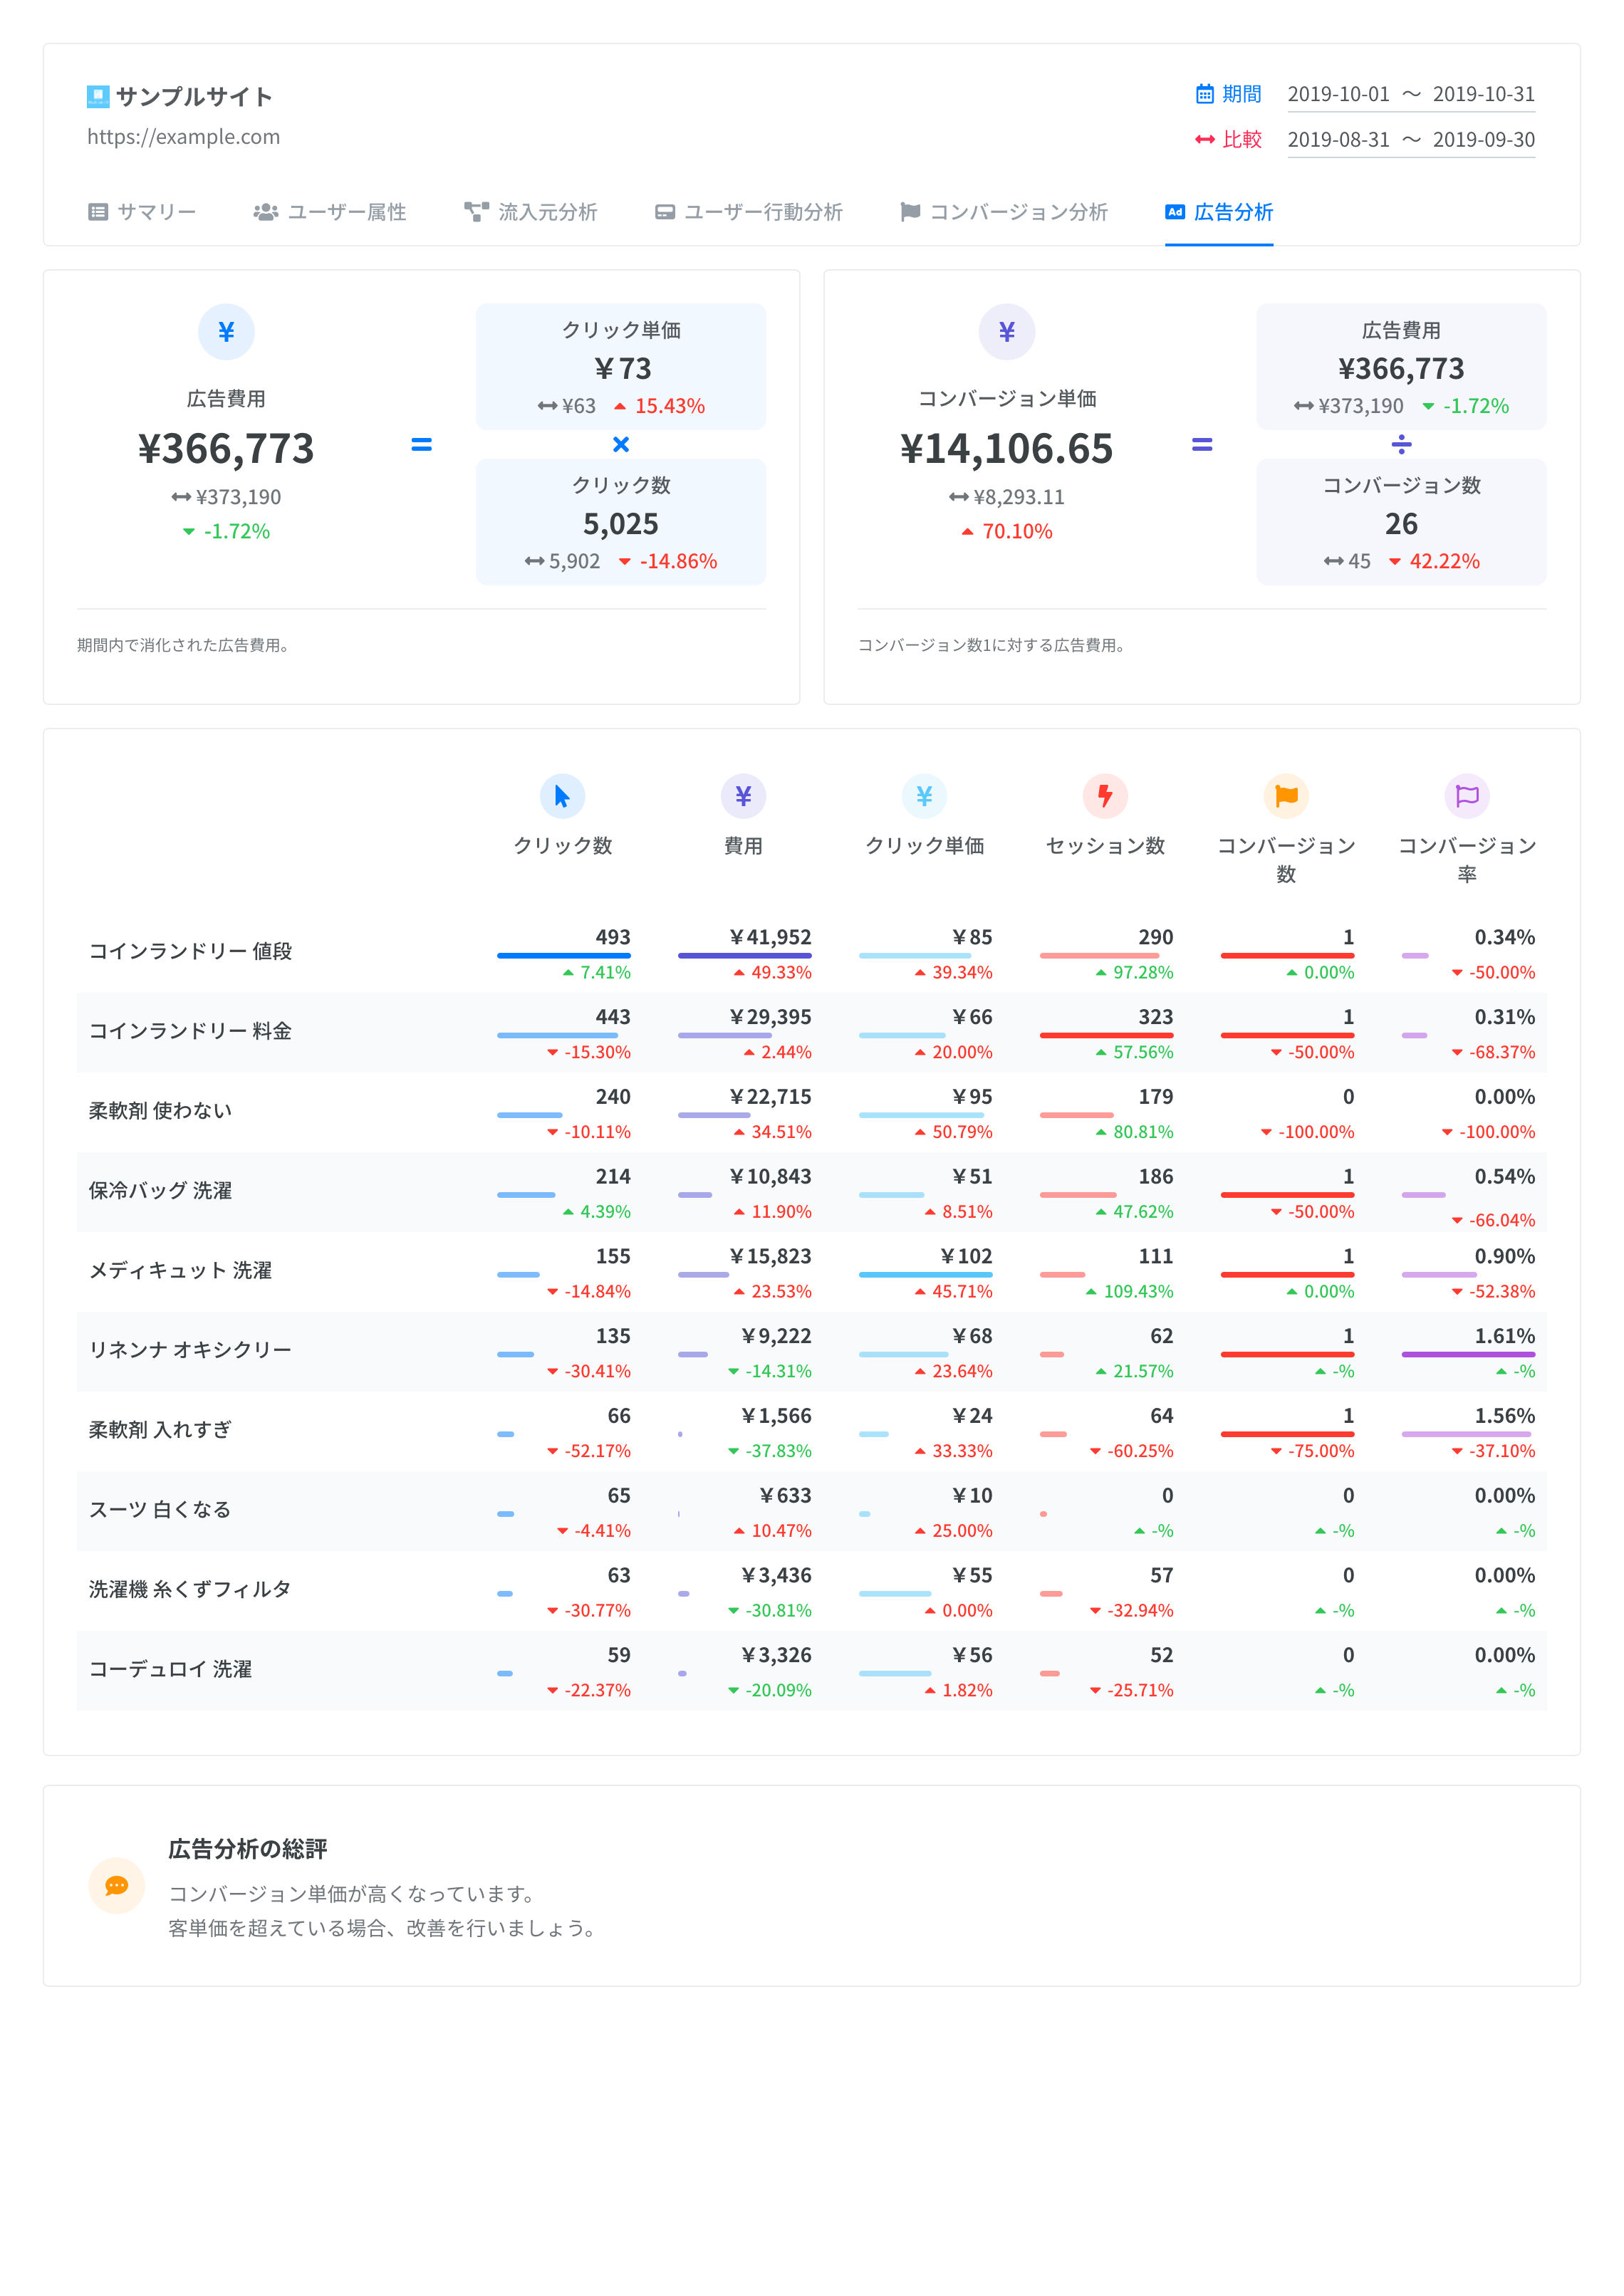 サンプルサイト
https://example.com
期間 2019-10-01 ～ 2019-10-31
比較 2019-08-31 ～ 2019-09-30
サマリー ユーザー属性 流入元分析 ユーザー行動分析 コンバージョン分析 Ad 広告分析
¥
広告費用
¥366,773
¥373,190
-1.72%
=
クリック単価
￥73
¥63 15.43%
×
クリック数
5,025
5,902 -14.86%
期間内で消化された広告費用。
¥
コンバージョン単価
¥14,106.65
¥8,293.11
70.10%
=
広告費用
¥366,773
¥373,190 -1.72%
÷
コンバージョン数
26
45 42.22%
コンバージョン数1に対する広告費用。
¥ ¥
クリック数 費用 クリック単価 セッション数 コンバージョン数 コンバージョン率
コインランドリー 値段
493 ￥41,952 ￥85 290 1 0.34%
7.41% 49.33% 39.34% 97.28% 0.00% -50.00%
コインランドリー 料金
443 ￥29,395 ￥66 323 1 0.31%
-15.30% 2.44% 20.00% 57.56% -50.00% -68.37%
柔軟剤 使わない
240 ￥22,715 ￥95 179 0 0.00%
-10.11% 34.51% 50.79% 80.81% -100.00% -100.00%
保冷バッグ 洗濯
214 ￥10,843 ￥51 186 1 0.54%
4.39% 11.90% 8.51% 47.62% -50.00% -66.04%
メディキュット 洗濯
155 ￥15,823 ￥102 111 1 0.90%
-14.84% 23.53% 45.71% 109.43% 0.00% -52.38%
リネンナ オキシクリー
135 ￥9,222 ￥68 62 1 1.61%
-30.41% -14.31% 23.64% 21.57% -% -%
柔軟剤 入れすぎ
66 ￥1,566 ￥24 64 1 1.56%
-52.17% -37.83% 33.33% -60.25% -75.00% -37.10%
スーツ 白くなる
65 ￥633 ￥10 0 0 0.00%
-4.41% 10.47% 25.00% -% -% -%
洗濯機 糸くずフィルタ
63 ￥3,436 ￥55 57 0 0.00%
-30.77% -30.81% 0.00% -32.94% -% -%
コーデュロイ 洗濯
59 ￥3,326 ￥56 52 0 0.00%
-22.37% -20.09% 1.82% -25.71% -% -%
広告分析の総評
コンバージョン単価が高くなっています。
客単価を超えている場合、改善を行いましょう。